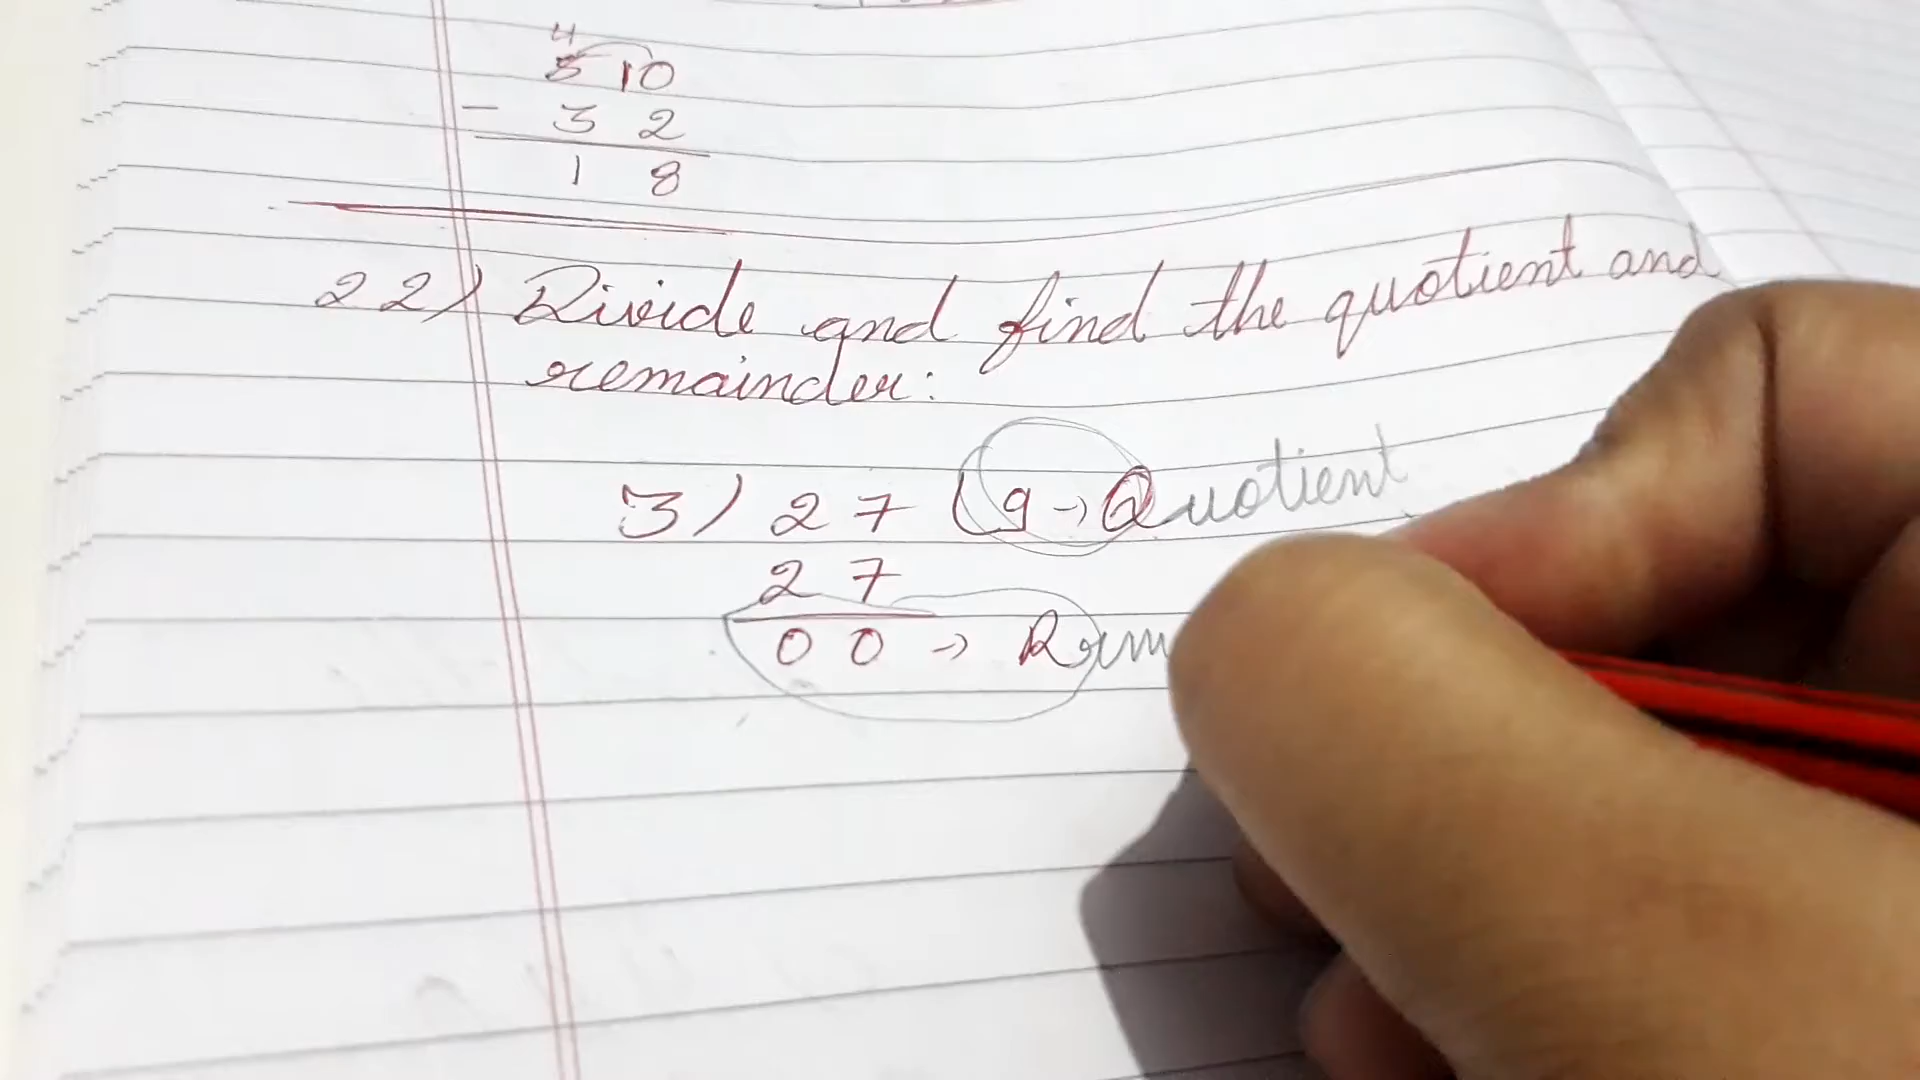 4
5 10
- 3 2
1 8
22) Divide and find the quotient and
remainder:
3) 27 (9 → Quotient
27
00 → Rem